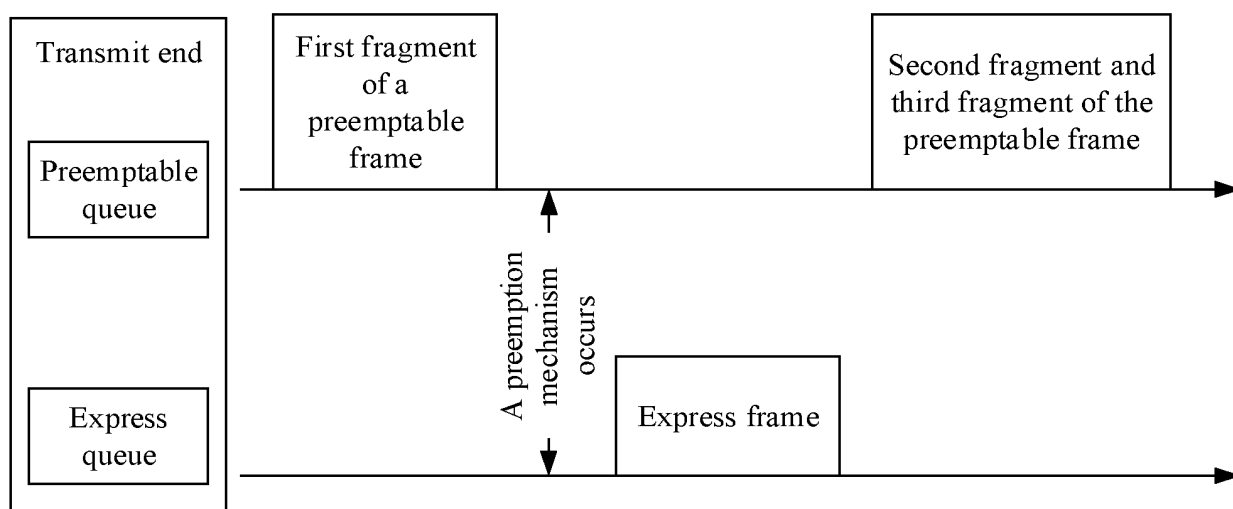 Transmit end
Preemptable
queue
Express
queue
First fragment
of a
preemptable
frame
A preemption
mechanism
occurs
Express frame
Second fragment and
third fragment of the
preemptable frame